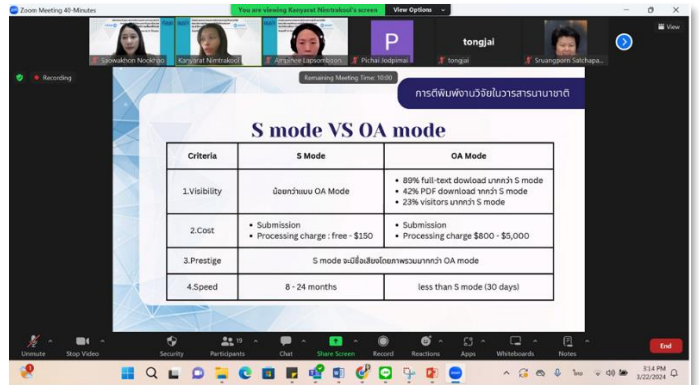 Zoom Meeting 40-Minutes
You are viewing Kanyarat Nimtrakool's screen
View Options
View
Saowakhon Nookhao
Kanyarat Nimtrakool
Ampinee Lapsomboon
P
Pichai Jodpimai
tongjai
tongjai
Sruangporn Satchapa...
Recording
Remaining Meeting Time: 10:00
การตีพิมพ์งานวิจัยในวารสารนานาชาติ
S mode VS OA mode
Criteria
S Mode
OA Mode
1.Visibility
น้อยกว่าแบบ OA Mode
• 89% full-text dowload มากกว่า S mode
• 42% PDF download มากกว่า S mode
• 23% visitors มากกว่า S mode
2.Cost
• Submission
• Processing charge : free - $150
• Submission
• Processing charge $800 - $5,000
3.Prestige
S mode จะมีชื่อเสียงโดยภาพรวมมากกว่า OA mode
4.Speed
8 - 24 months
less than S mode (30 days)
Unmute
Stop Video
Security
Participants
19
Chat
Share Screen
Record
Reactions
Apps
Whiteboards
Notes
End
ไทย
3:14 PM
3/22/2024